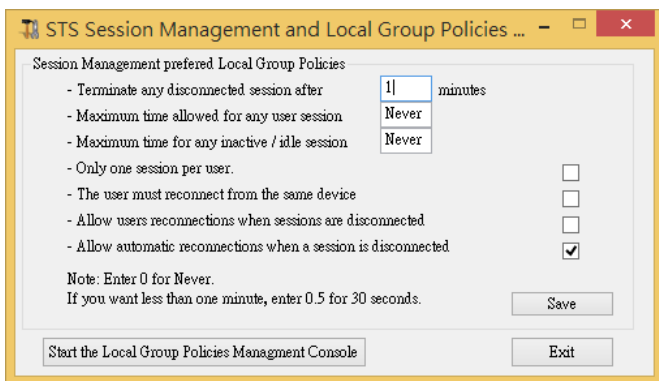 STS Session Management and Local Group Policies ...
Session Management prefered Local Group Policies
- Terminate any disconnected session after 1 minutes
- Maximum time allowed for any user session Never
- Maximum time for any inactive / idle session Never
- Only one session per user.
- The user must reconnect from the same device
- Allow users reconnections when sessions are disconnected
- Allow automatic reconnections when a session is disconnected
Note: Enter 0 for Never.
If you want less than one minute, enter 0.5 for 30 seconds.
Save
Start the Local Group Policies Managment Console Exit